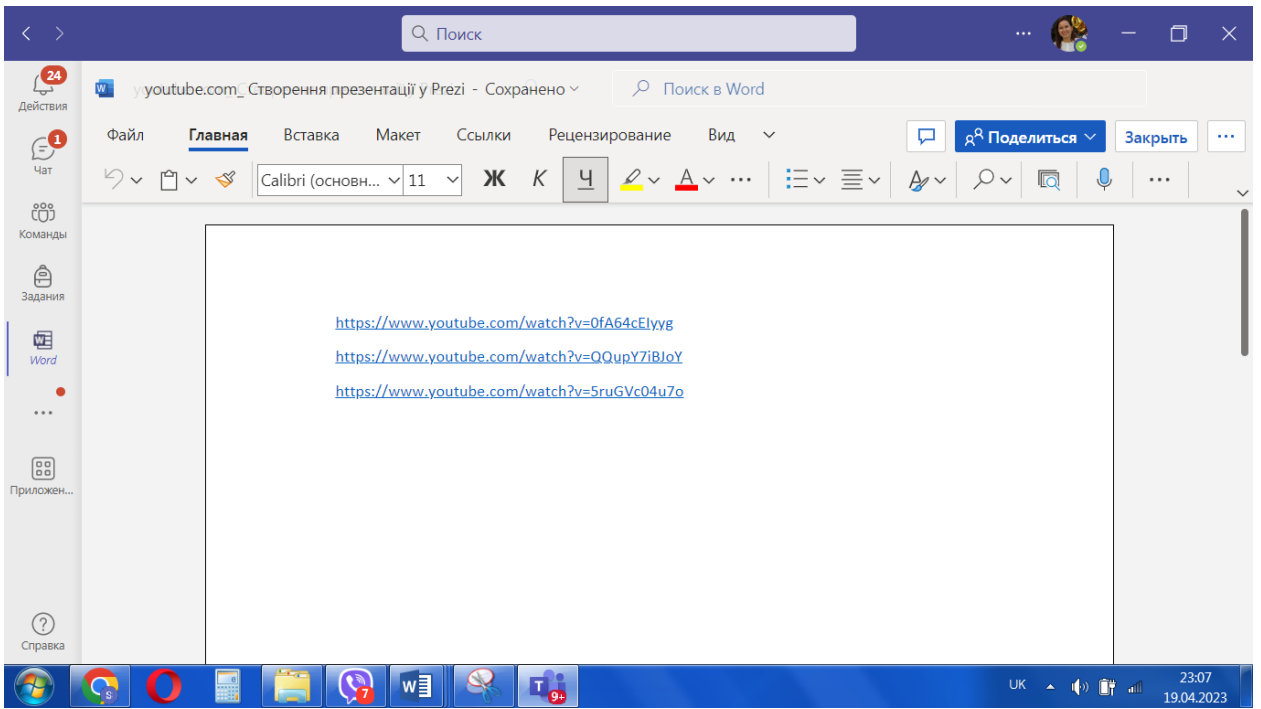 Поиск
24
Действия
youtube.com_ Створення презентації у Prezi - Сохранено
Поиск в Word
Файл Главная Вставка Макет Ссылки Рецензирование Вид
Поделиться Закрыть
1
Чат
Calibri (основн... 11 Ж К Ч А
Команды
Задания
Word
Приложен...
Справка
https://www.youtube.com/watch?v=0fA64cEIyyg
https://www.youtube.com/watch?v=QQupY7iBJoY
https://www.youtube.com/watch?v=5ruGVc04u7o
S
7
W
T
9+
UK
23:07
19.04.2023